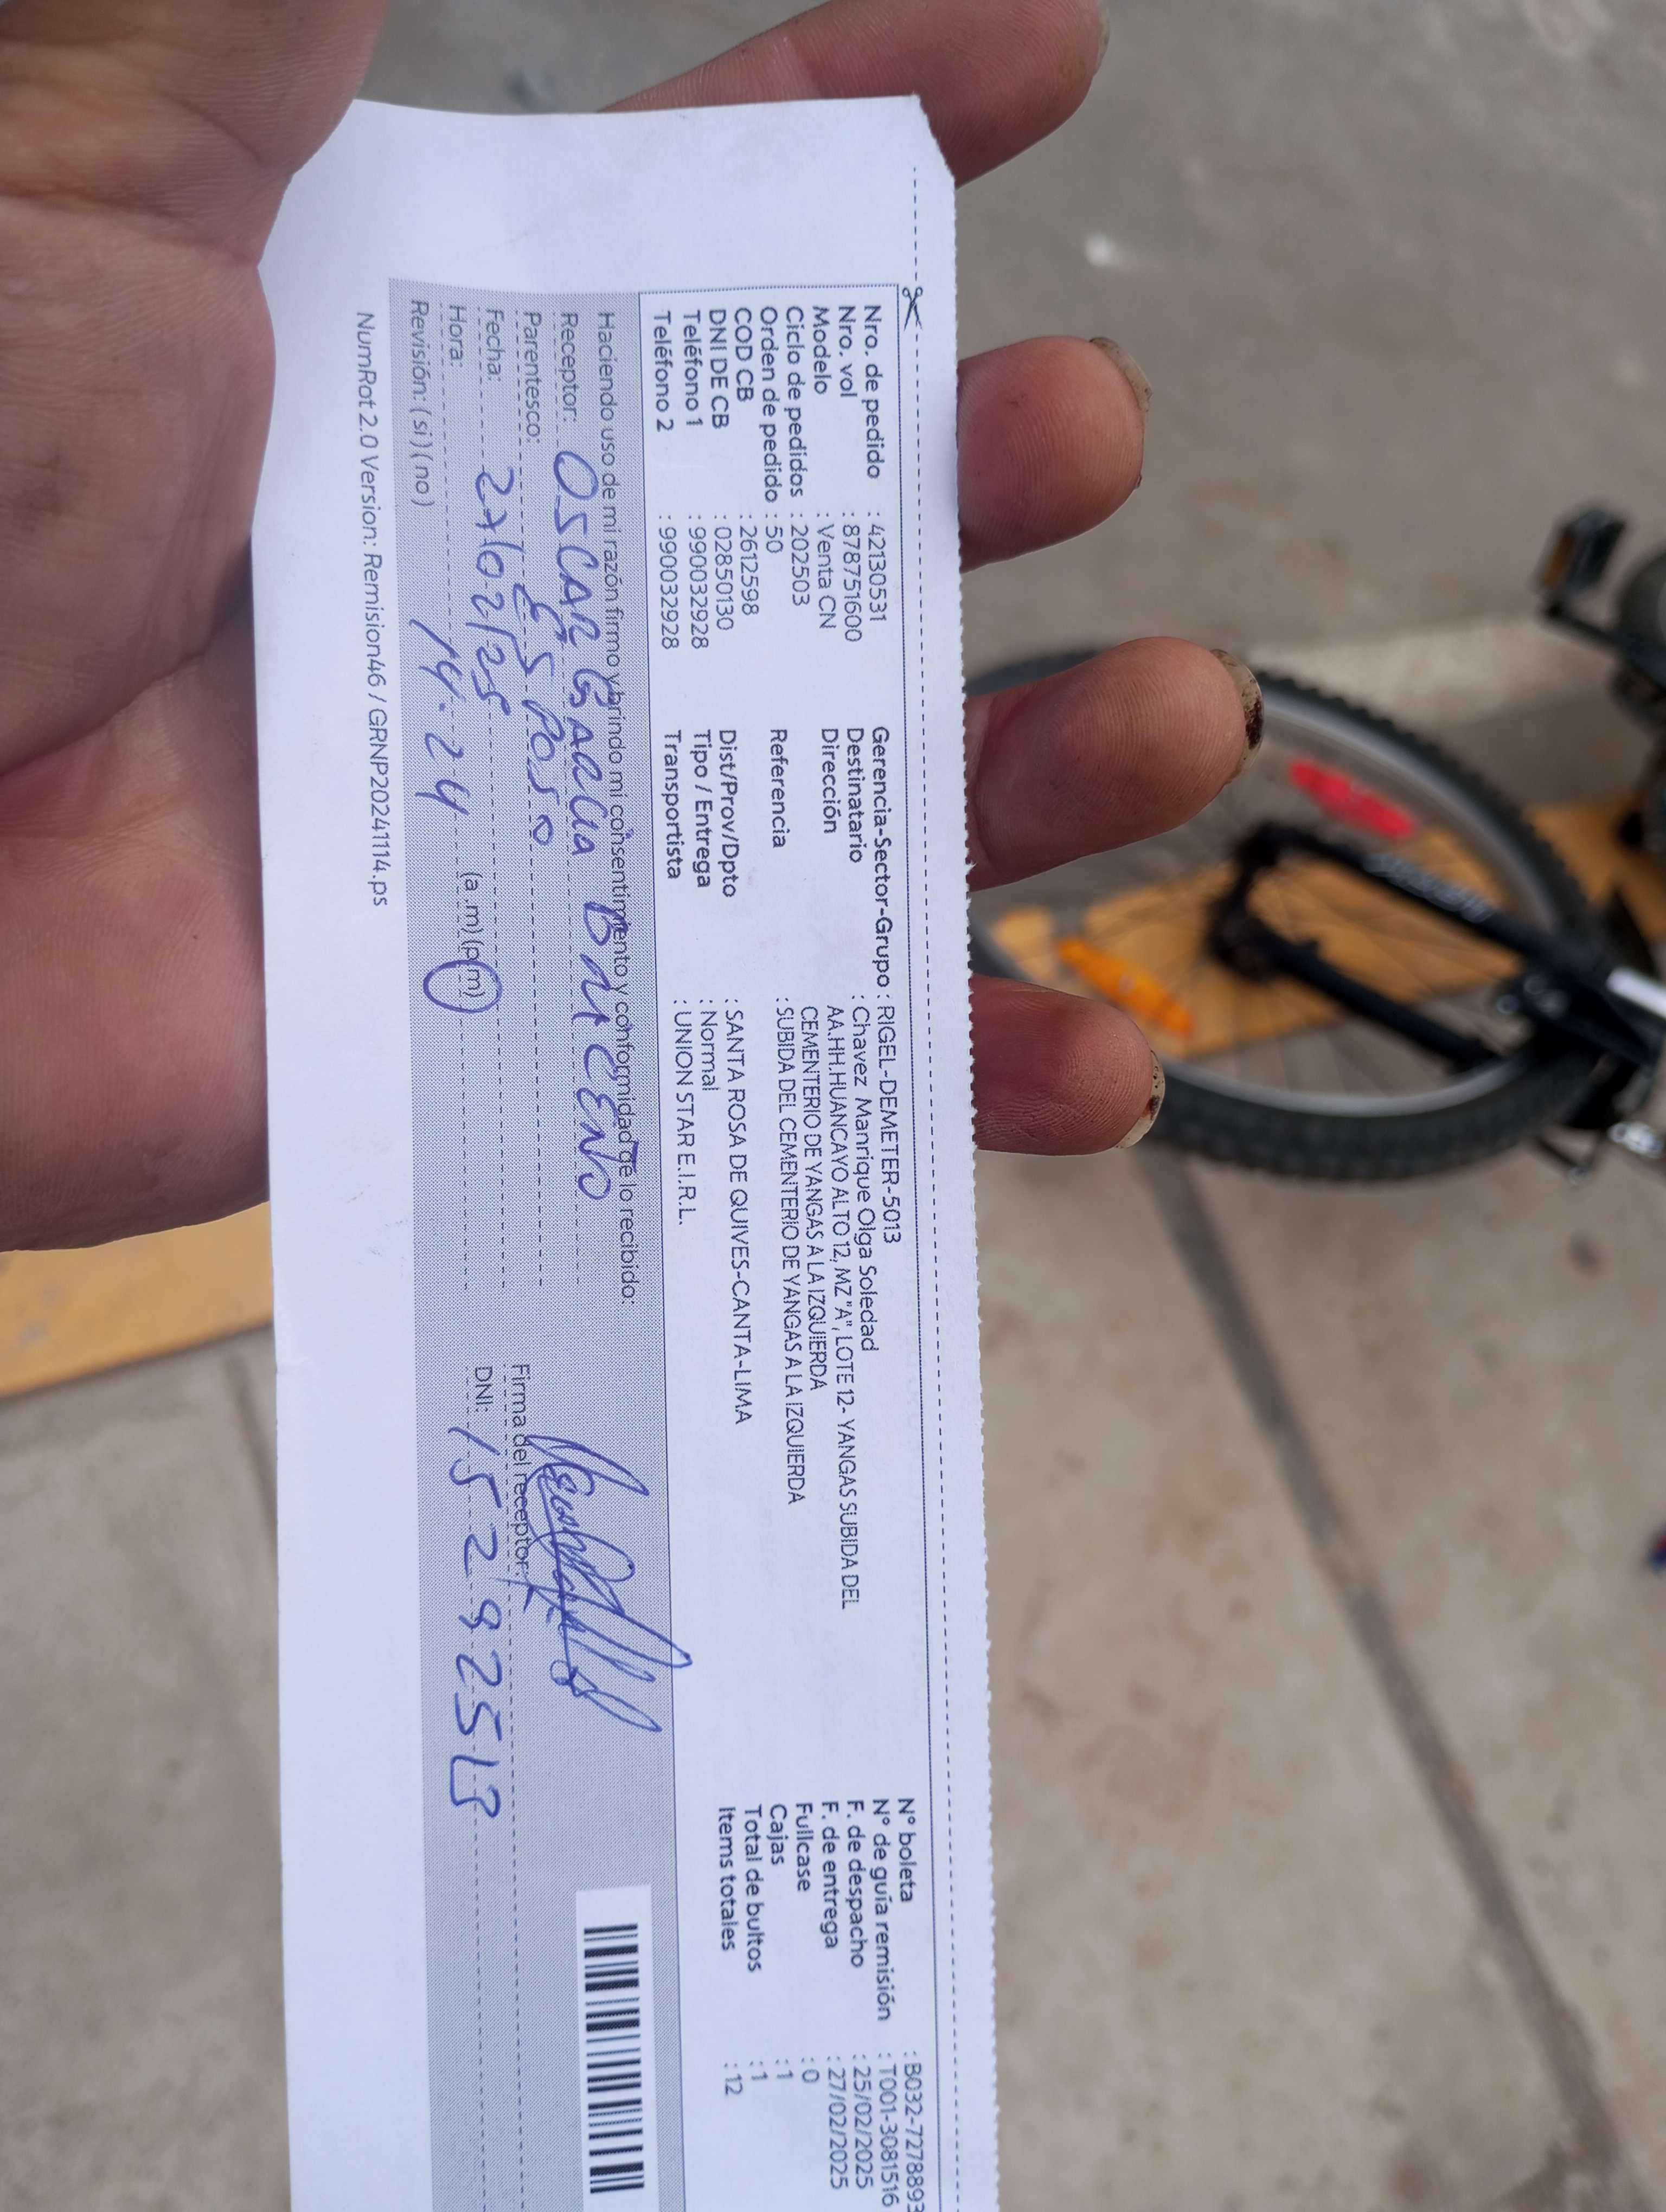 Nro. de pedido : 42130531
Nro. vol : 878751600
Modelo : Venta CN
Ciclo de pedidos : 202503
Orden de pedido : 50
COD CB : 2612598
DNI DE CB : 02850130
Teléfono 1 : 990032928
Teléfono 2 : 990032928
Gerencia-Sector-Grupo : RIGEL-DEMETER-5013
Destinatario : Chavez Manrique Olga Soledad
Dirección AA.HH.HUANCAYO ALTO 12, MZ "A", LOTE 12- YANGAS SUBIDA DEL
CEMENTERIO DE YANGAS A LA IZQUIERDA
Referencia : SUBIDA DEL CEMENTERIO DE YANGAS A LA IZQUIERDA
Dist/Prov/Dpto : SANTA ROSA DE QUIVES-CANTA-LIMA
Tipo / Entrega : Normal
Transportista : UNION STAR E.I.R.L.
N° boleta : B032-7278893
N° de guía remisión : T001-3081516
F. de despacho : 25/02/2025
F. de entrega : 27/02/2025
Fullcase : 0
Cajas : 1
Total de bultos : 1
Items totales : 12
Haciendo uso de mi razón firmo y brindo mi consentimiento y conformidad de lo recibido:
Receptor: OSCAR
Parentesco: ESPOSO
Fecha: 27/02/25
Hora: 14.24 (a .m) (p.m)
Revisión: ( si ) ( no )
Firma del receptor:
DNI: 15292513
NumRot 2.0 Version: Remision46 / GRNP20241114.ps